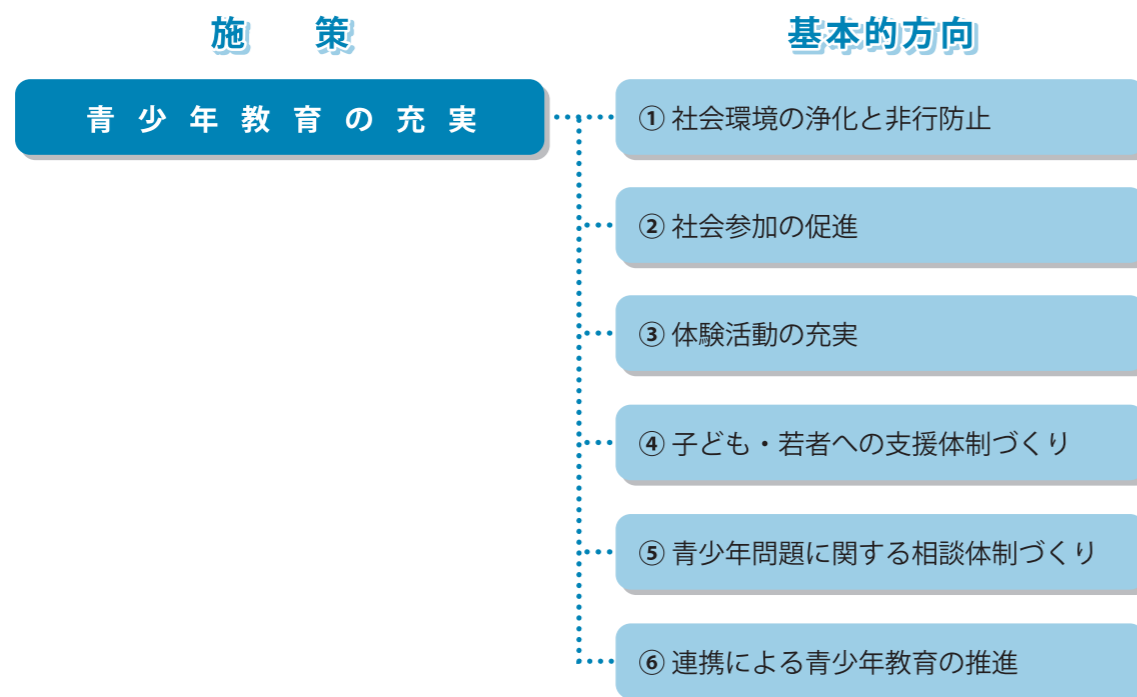 施　策
基本的方向
青少年教育の充実
① 社会環境の浄化と非行防止
② 社会参加の促進
③ 体験活動の充実
④ 子ども・若者への支援体制づくり
⑤ 青少年問題に関する相談体制づくり
⑥ 連携による青少年教育の推進